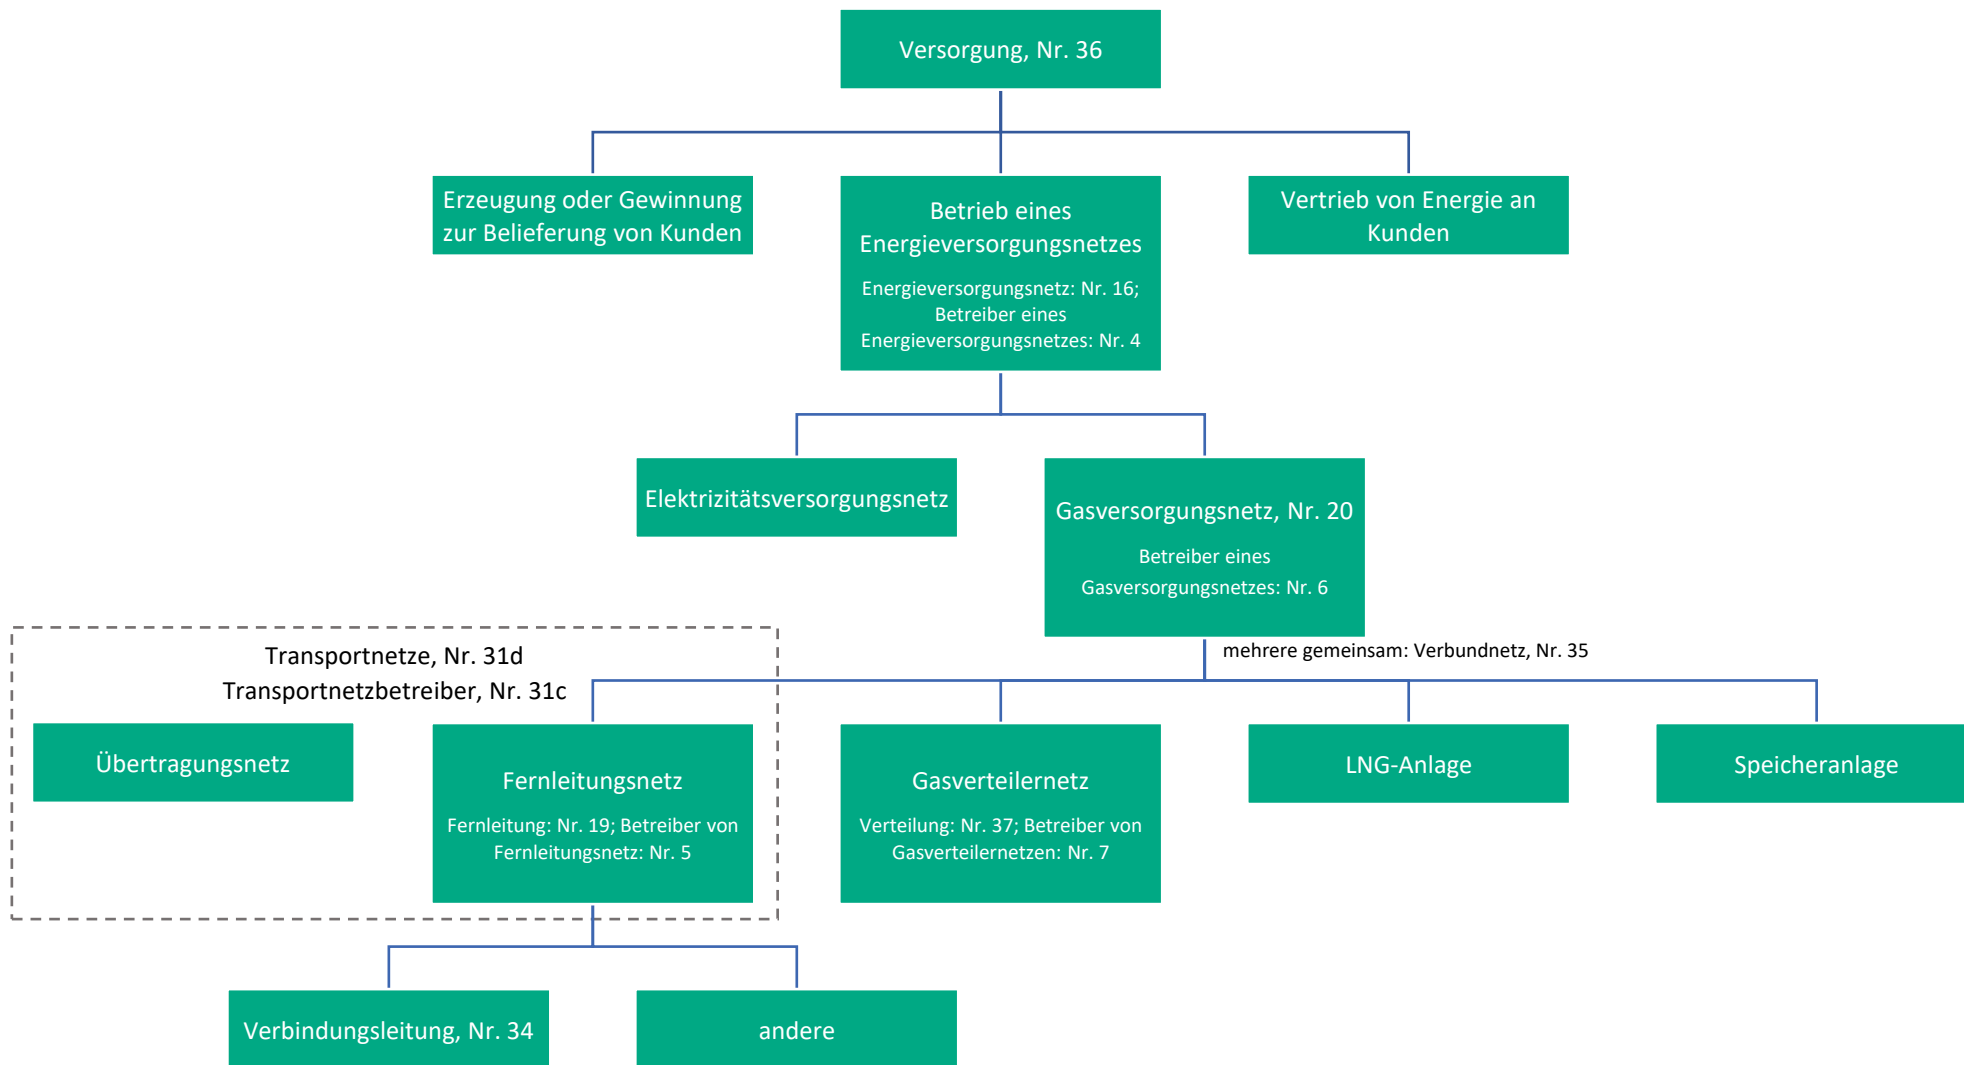 Versorgung, Nr. 36
Erzeugung oder Gewinnung
zur Belieferung von Kunden
Betrieb eines
Energieversorgungsnetzes
Energieversorgungsnetz: Nr. 16;
Betreiber eines
Energieversorgungsnetzes: Nr. 4
Vertrieb von Energie an
Kunden
Elektrizitätsversorgungsnetz
Gasversorgungsnetz, Nr. 20
Betreiber eines
Gasversorgungsnetzes: Nr. 6
mehrere gemeinsam: Verbundnetz, Nr. 35
Transportnetze, Nr. 31d
Transportnetzbetreiber, Nr. 31c
Übertragungsnetz
Fernleitungsnetz
Fernleitung: Nr. 19; Betreiber von
Fernleitungsnetz: Nr. 5
Gasverteilernetz
Verteilung: Nr. 37; Betreiber von
Gasverteilernetzen: Nr. 7
LNG-Anlage
Speicheranlage
Verbindungsleitung, Nr. 34
andere